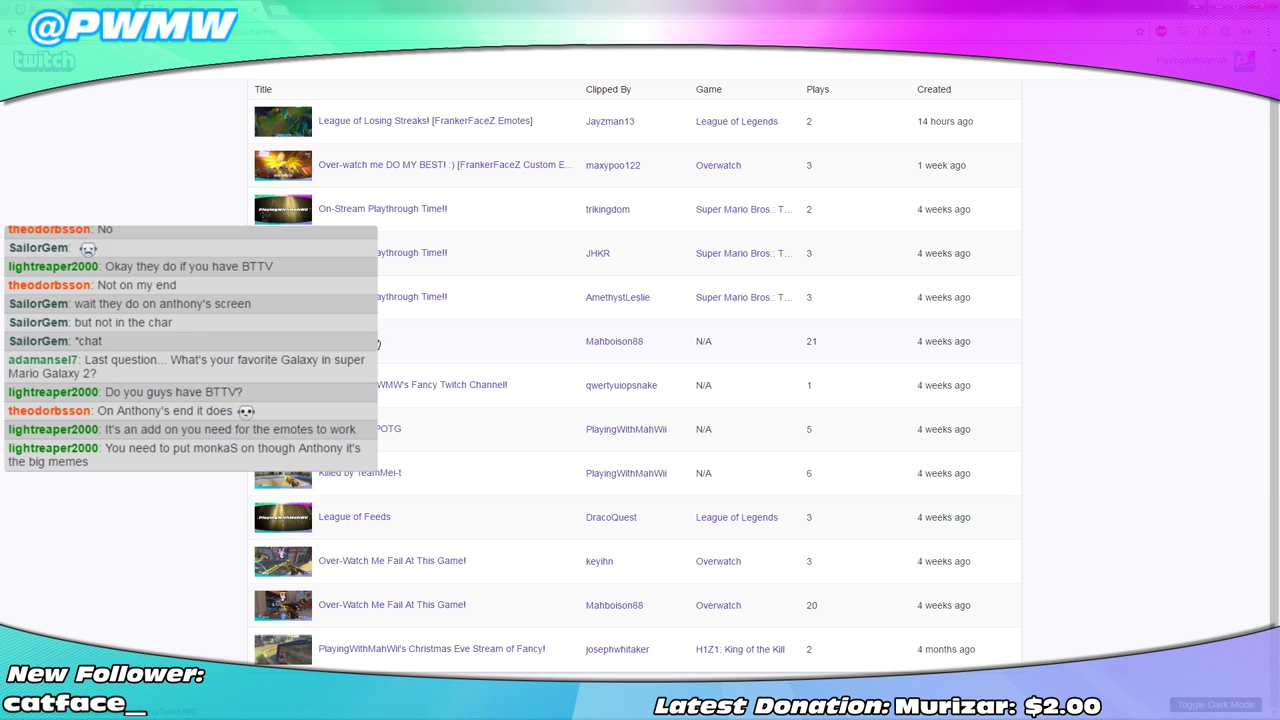 @PWMW
twitch
PlayingWithMahWii
Title Clipped By Game Plays Created
League of Losing Streaks! [FrankerFaceZ Emotes] Jayzman13 League of Legends 2 14 hours ago
Over-watch me DO MY BEST! :) [FrankerFaceZ Custom E... maxypoo122 Overwatch 3 1 week ago
On-Stream Playthrough Time!! trikingdom Super Mario Bros.: T... 2 4 weeks ago
aythrough Time!! JHKR Super Mario Bros.: T... 3 4 weeks ago
aythrough Time!! AmethystLeslie Super Mario Bros.: T... 3 4 weeks ago
Mahboison88 N/A 21 4 weeks ago
WMW's Fancy Twitch Channel! qwertyuiopsnake N/A 1 4 weeks ago
POTG PlayingWithMahWii N/A 5 4 weeks ago
Killed by TeamMel-t PlayingWithMahWii N/A 6 4 weeks ago
League of Feeds DracoQuest League of Legends 3 4 weeks ago
Over-Watch Me Fail At This Game! keyihn Overwatch 3 4 weeks ago
Over-Watch Me Fail At This Game! Mahboison88 Overwatch 20 4 weeks ago
PlayingWithMahWii's Christmas Eve Stream of Fancy! josephwhitaker H1Z1: King of the Kill 2 4 months ago
theodorbsson: No
SailorGem:
lightreaper2000: Okay they do if you have BTTV
theodorbsson: Not on my end
SailorGem: wait they do on anthony's screen
SailorGem: but not in the char
SailorGem: *chat
adamansel7: Last question... What's your favorite Galaxy in super
Mario Galaxy 2?
lightreaper2000: Do you guys have BTTV?
theodorbsson: On Anthony's end it does
lightreaper2000: It's an add on you need for the emotes to work
lightreaper2000: You need to put monkaS on though Anthony it's
the big memes
New Follower:
catface_
Latest Donation: Murizar: $2.00
Toggle Dark Mode